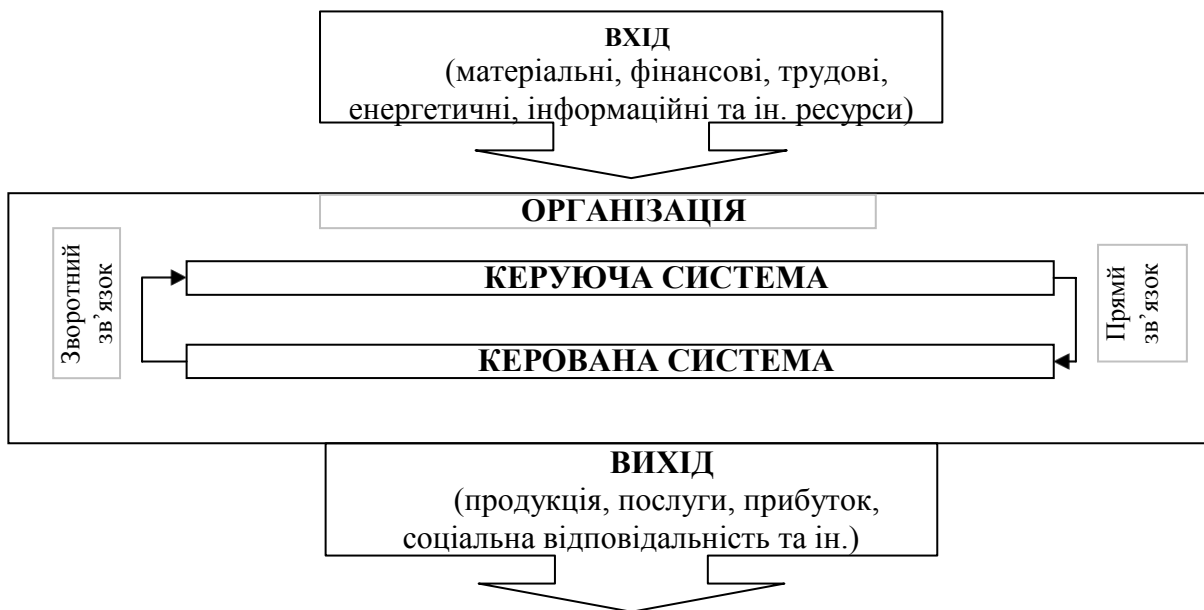 ВХІД
(матеріальні, фінансові, трудові,
енергетичні, інформаційні та ін. ресурси)
ОРГАНІЗАЦІЯ
Зворотний
зв’язок
КЕРУЮЧА СИСТЕМА
КЕРОВАНА СИСТЕМА
Прямй
зв’язок
ВИХІД
(продукція, послуги, прибуток,
соціальна відповідальність та ін.)